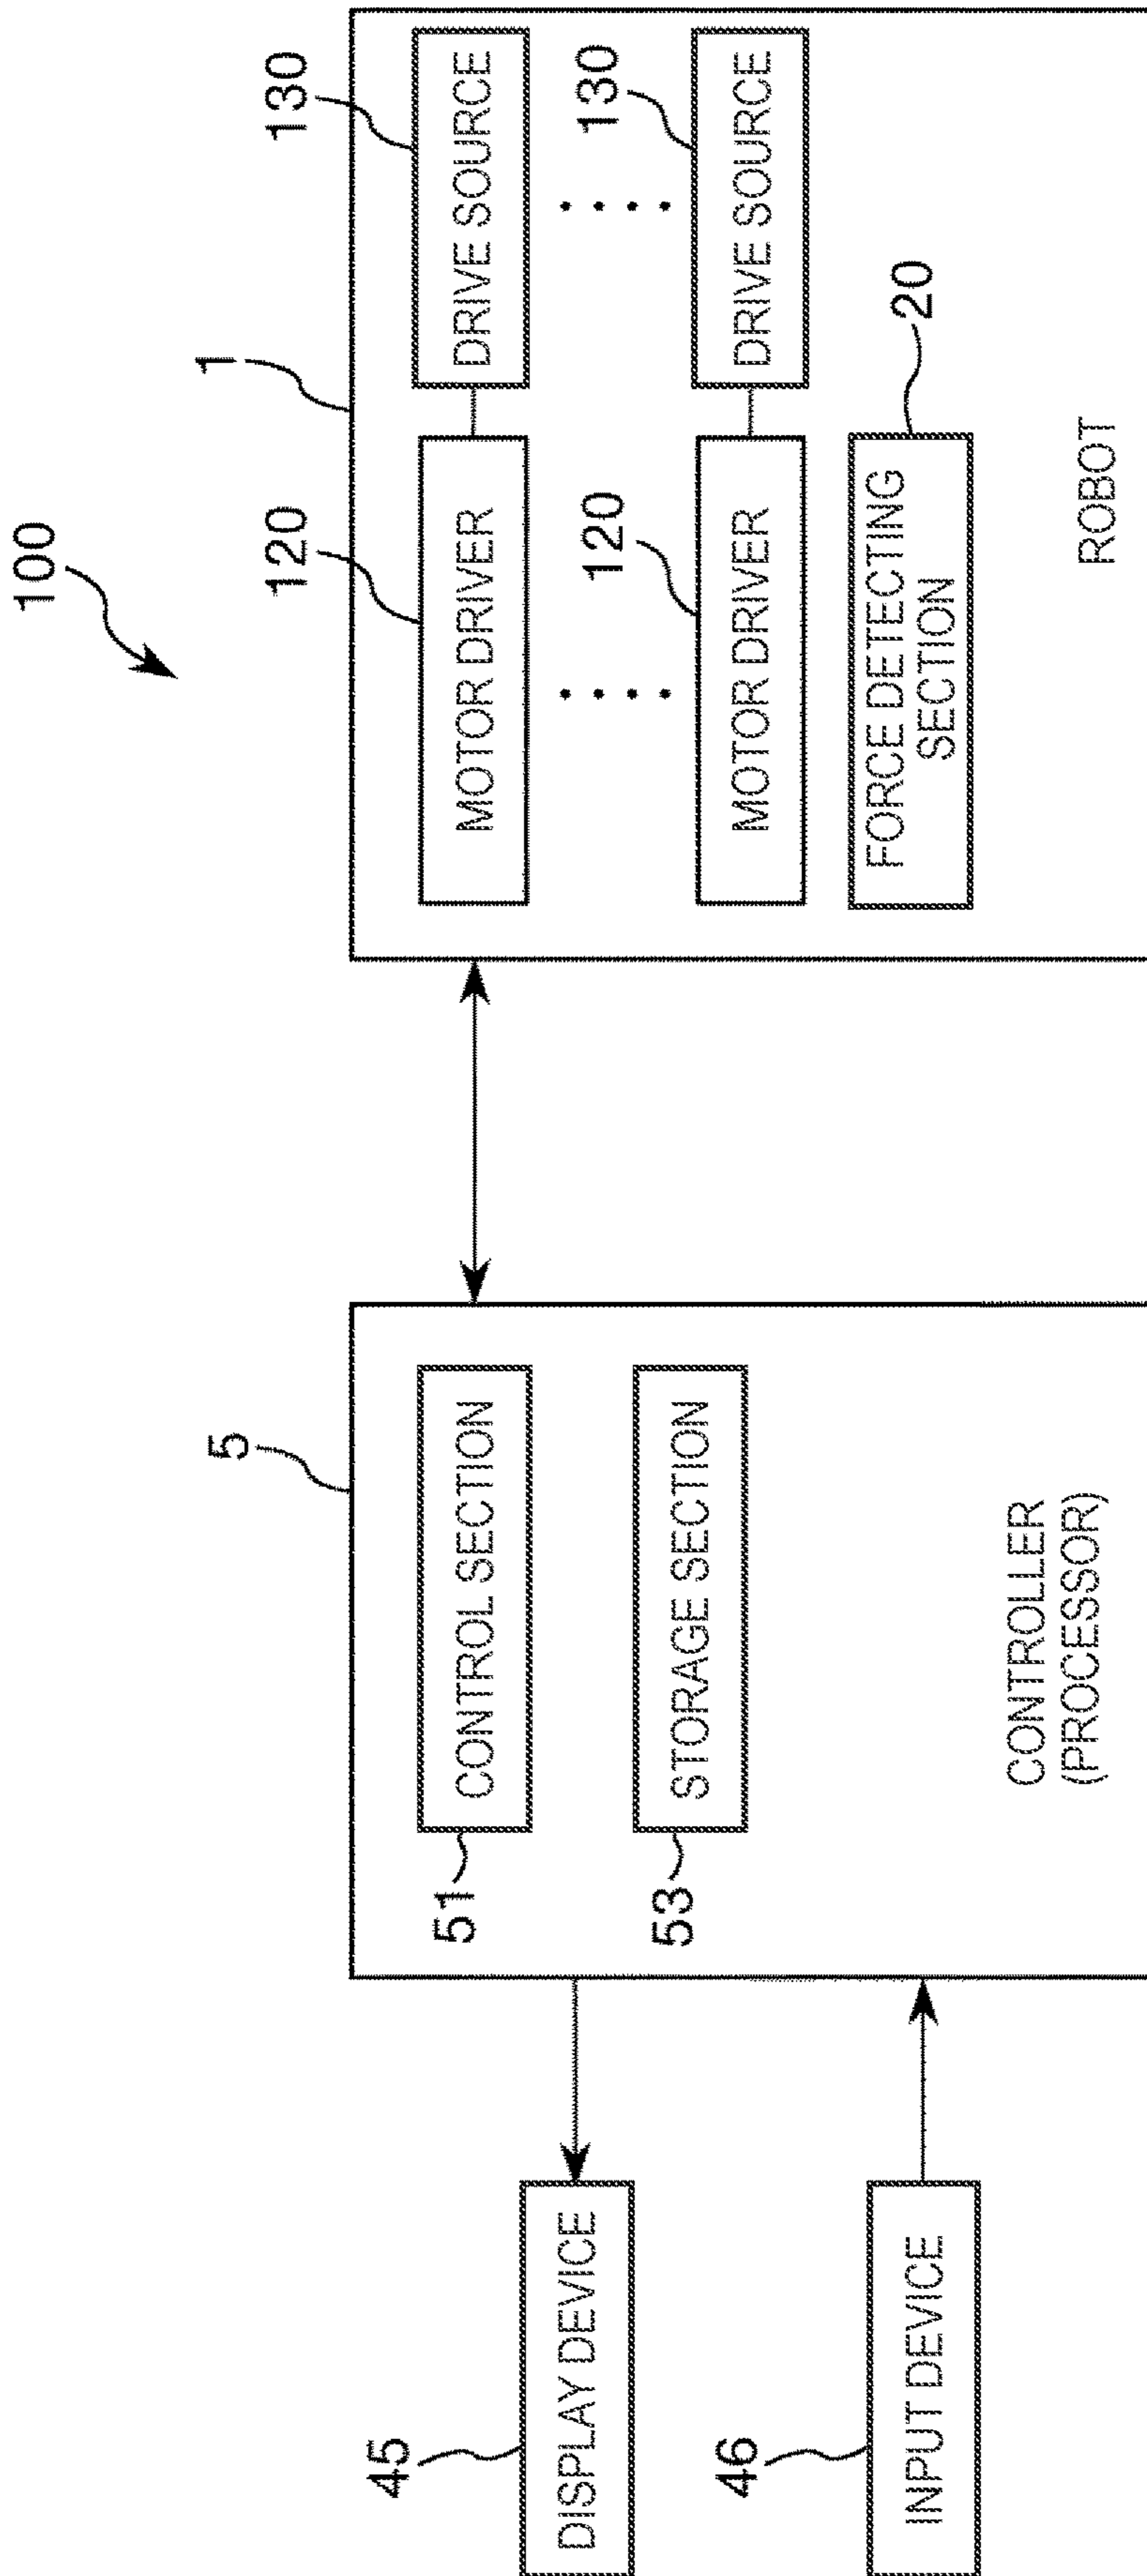 100
1
120
MOTOR DRIVER
130
DRIVE SOURCE
120
MOTOR DRIVER
130
DRIVE SOURCE
20
FORCE DETECTING
SECTION
ROBOT
5
51
CONTROL SECTION
53
STORAGE SECTION
CONTROLLER
(PROCESSOR)
45
DISPLAY DEVICE
46
INPUT DEVICE